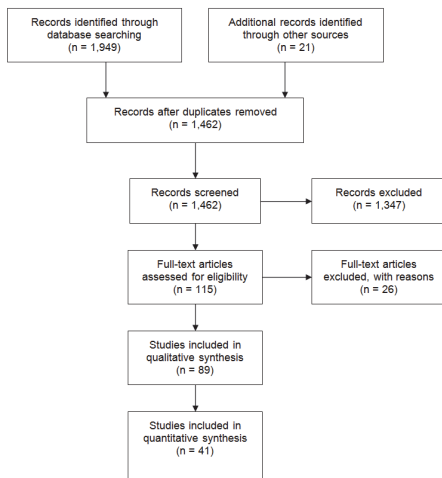 Records identified through
database searching
(n = 1,949)
Additional records identified
through other sources
(n = 21)
Records after duplicates removed
(n = 1,462)
Records screened
(n = 1,462)
Records excluded
(n = 1,347)
Full-text articles
assessed for eligibility
(n = 115)
Full-text articles
excluded, with reasons
(n = 26)
Studies included in
qualitative synthesis
(n = 89)
Studies included in
quantitative synthesis
(n = 41)